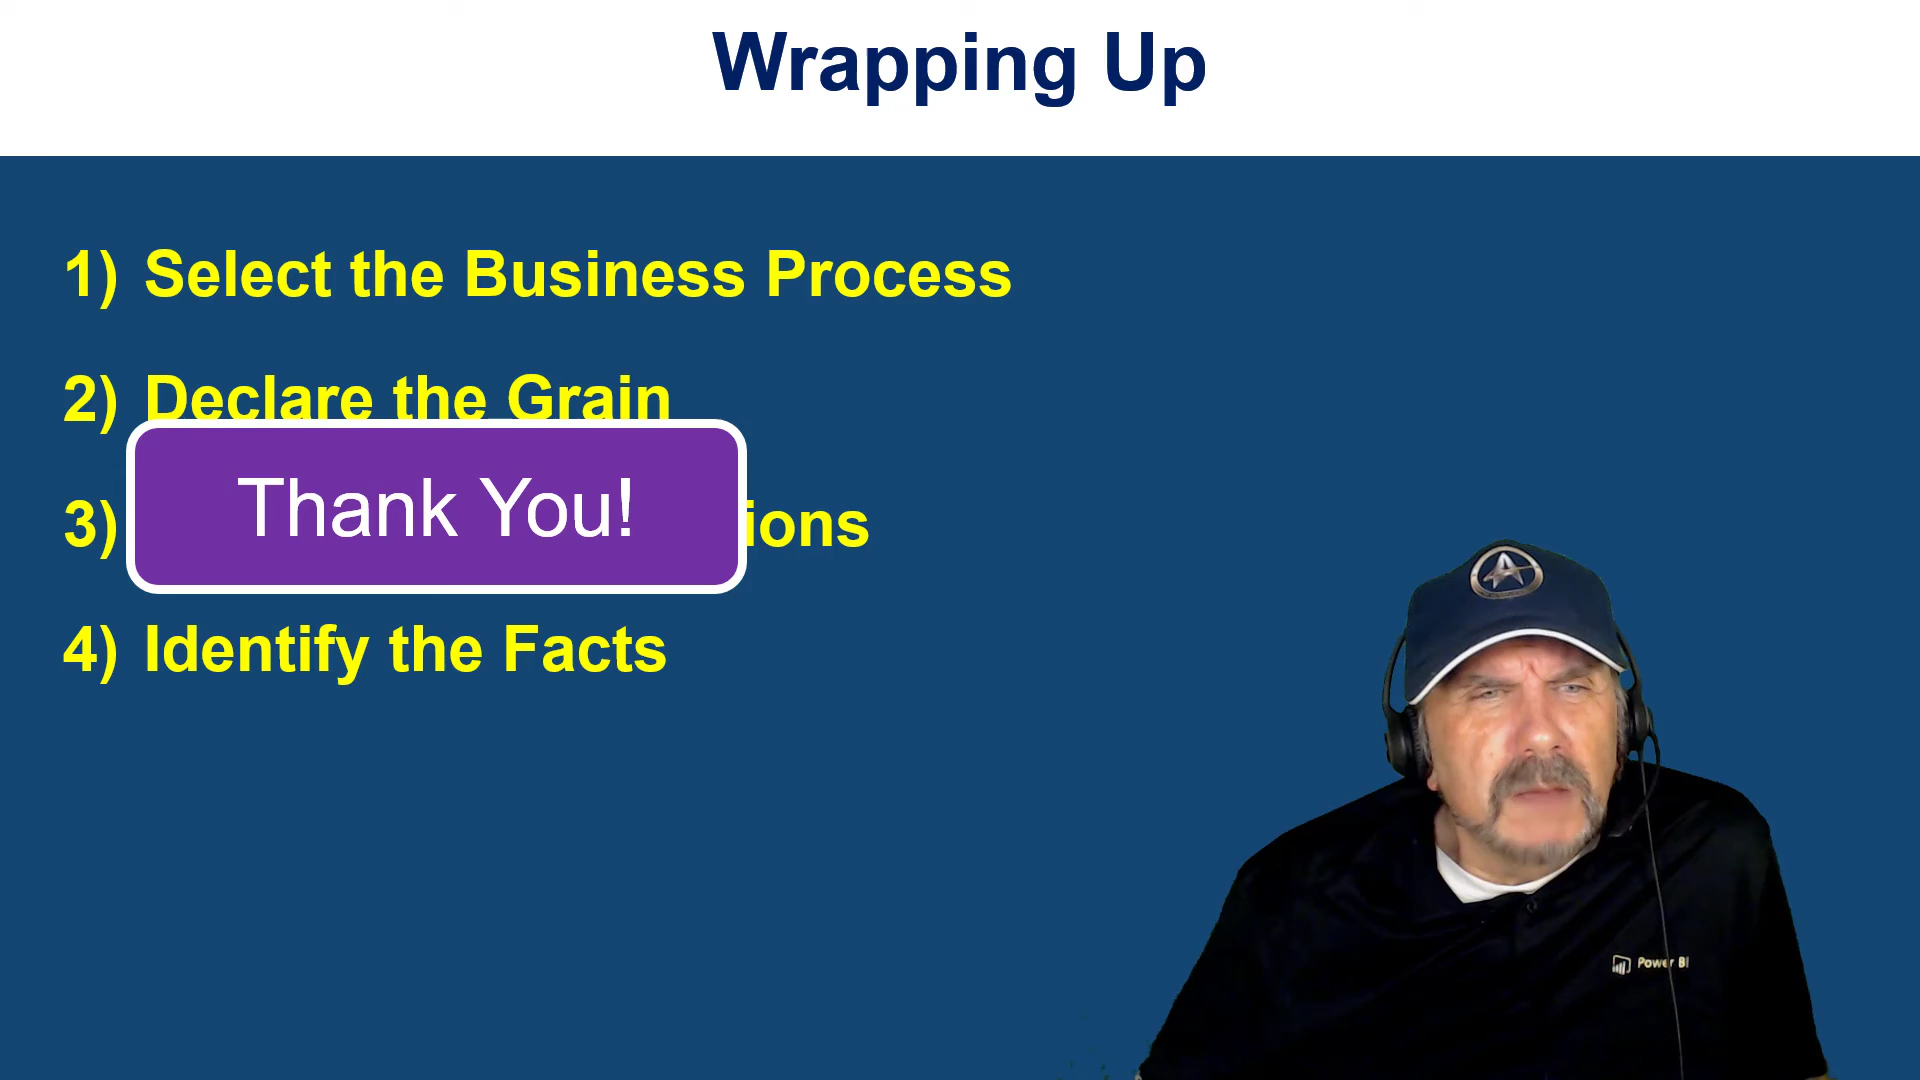 Wrapping Up
1) Select the Business Process
2) Declare the Grain
Thank You!
3) ions
4) Identify the Facts
Power BI